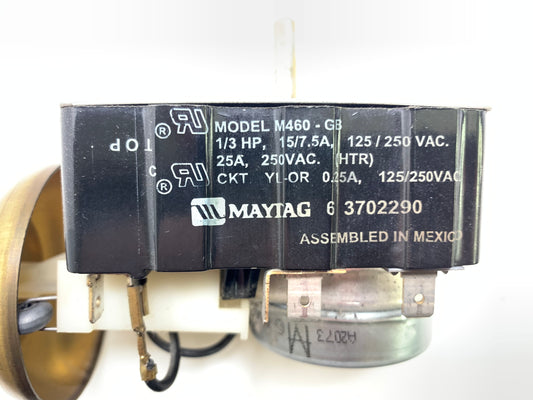 MODEL M460 - GB
1/3 HP, 15/7.5A, 125 / 250 VAC.
25A, 250VAC. (HTR)
CKT YL-OR 0.25A, 125/250VAC
MAYTAG 6 3702290
ASSEMBLED IN MEXICO
TOP
C
A2073